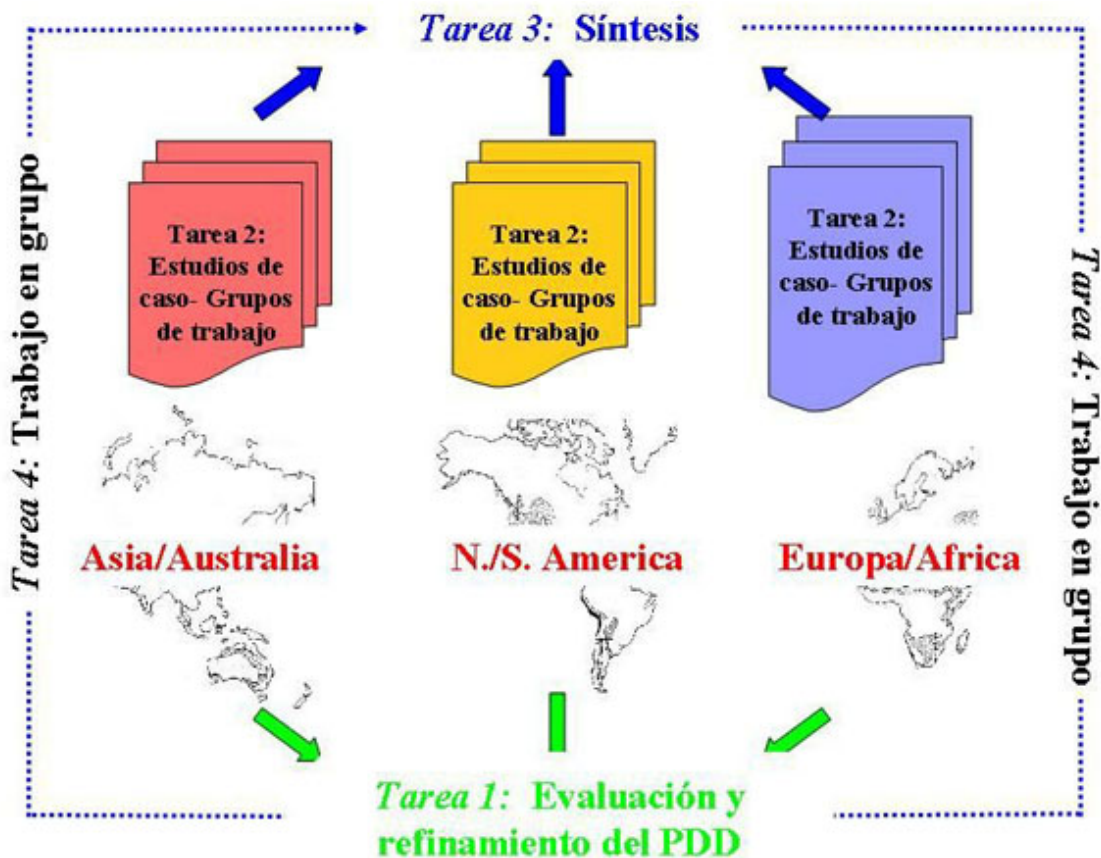 Tarea 3: Síntesis
Tarea 4: Trabajo en grupo
Tarea 2:
Estudios de
caso- Grupos
de trabajo
Tarea 2:
Estudios de
caso- Grupos
de trabajo
Tarea 2:
Estudios de
caso- Grupos
de trabajo
Tarea 4: Trabajo en grupo
Asia/Australia
N./S. America
Europa/Africa
Tarea 1: Evaluación y
refinamiento del PDD